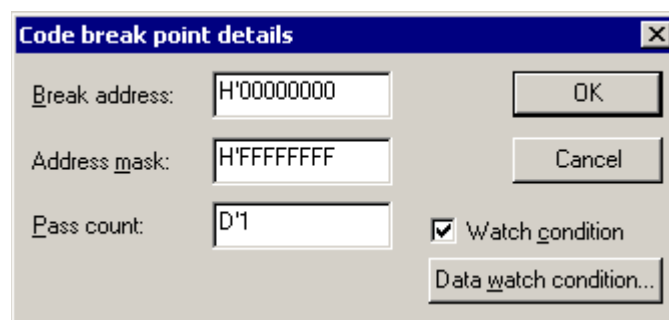 Code break point details
Break address: H'00000000 OK
Address mask: H'FFFFFFFF Cancel
Pass count: D'1 Watch condition
Data watch condition...